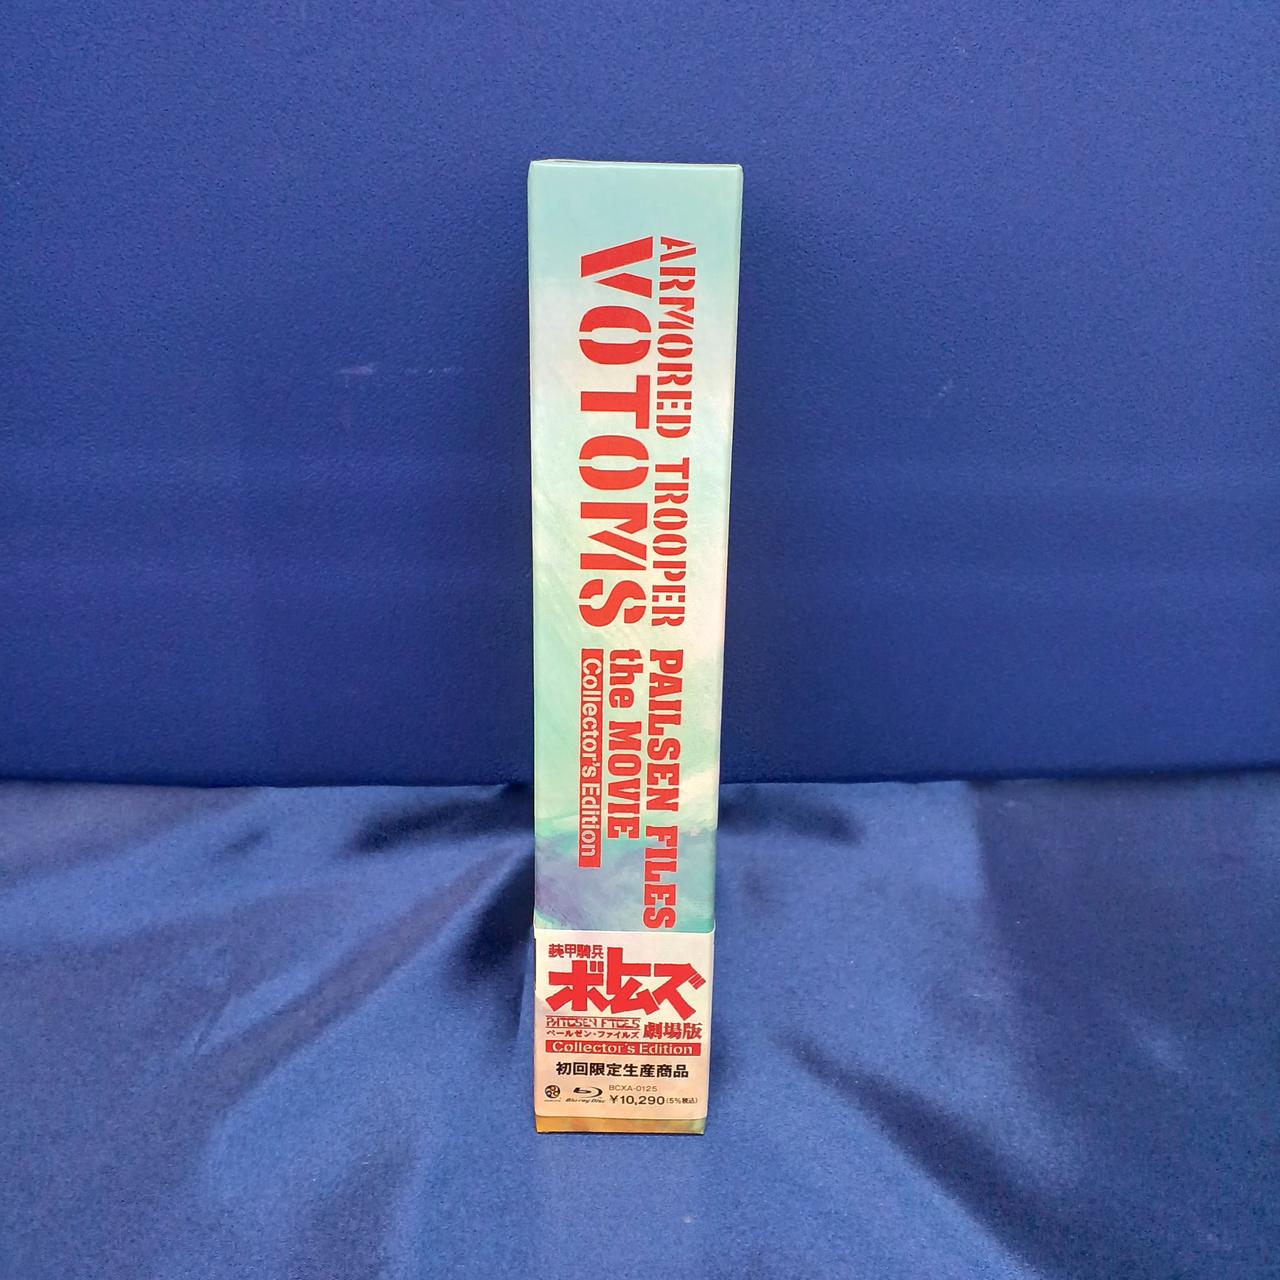 ARMORED TROOPER
VOTOMS
PAILSEN FILES
the MOVIE
Collector's Edition
装甲騎兵
ボトムズ
PAILSEN FILES
ペールゼン・ファイルズ 劇場版
Collector's Edition
初回限定生産商品
Blu-ray Disc
BCXA-0125
¥10,290(5%税込)